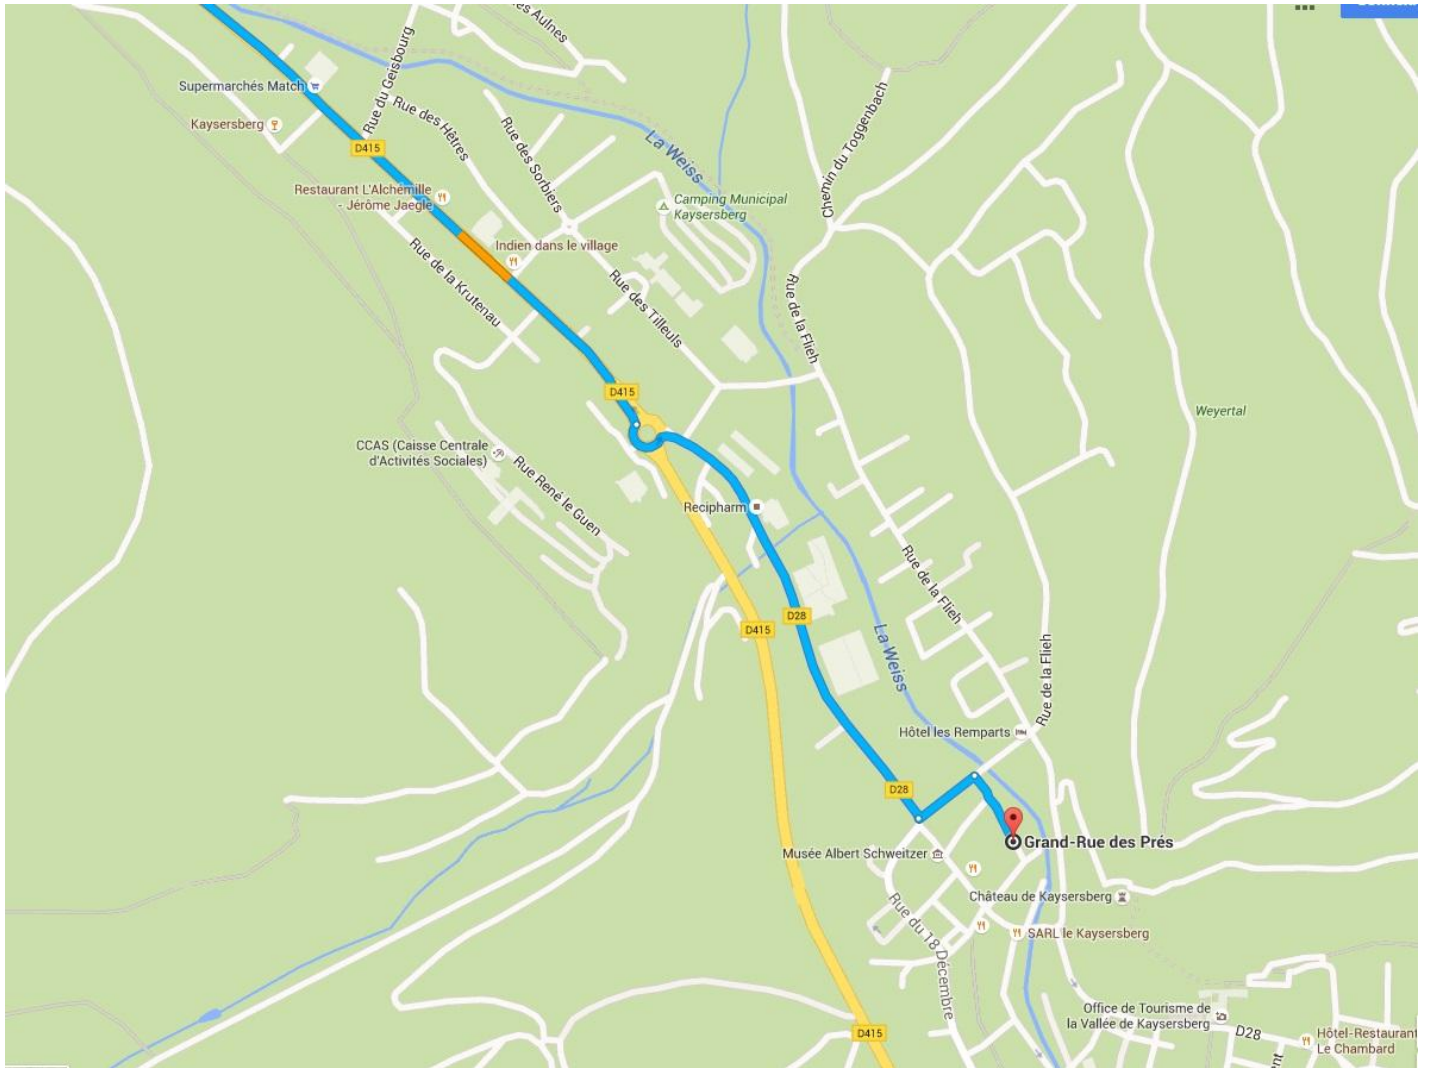 es Aulnes
Supermarchés Match
Rue du Geisbourg
Kaysersberg
Rue des Hêtres
D415
Rue des Sorbiers
La Weiss
Chemin du Toggenbach
Restaurant L'Alchémille
- Jérôme Jaegle
Camping Municipal
Kaysersberg
Indien dans le village
Rue de la Krutenau
Rue des Tilleuls
Rue de la Flieh
D415
Weyertal
CCAS (Caisse Centrale
d'Activités Sociales)
Rue René le Guen
Recipharm
Rue de la Flieh
D28
D415
La Weiss
Rue de la Flieh
Hôtel les Remparts
D28
Grand-Rue des Prés
Musée Albert Schweitzer
Château de Kaysersberg
Rue du 18 Décembre
SARL le Kaysersberg
Office de Tourisme de
la Vallée de Kaysersberg
D28
D415
Hôtel-Restaurant
Le Chambard